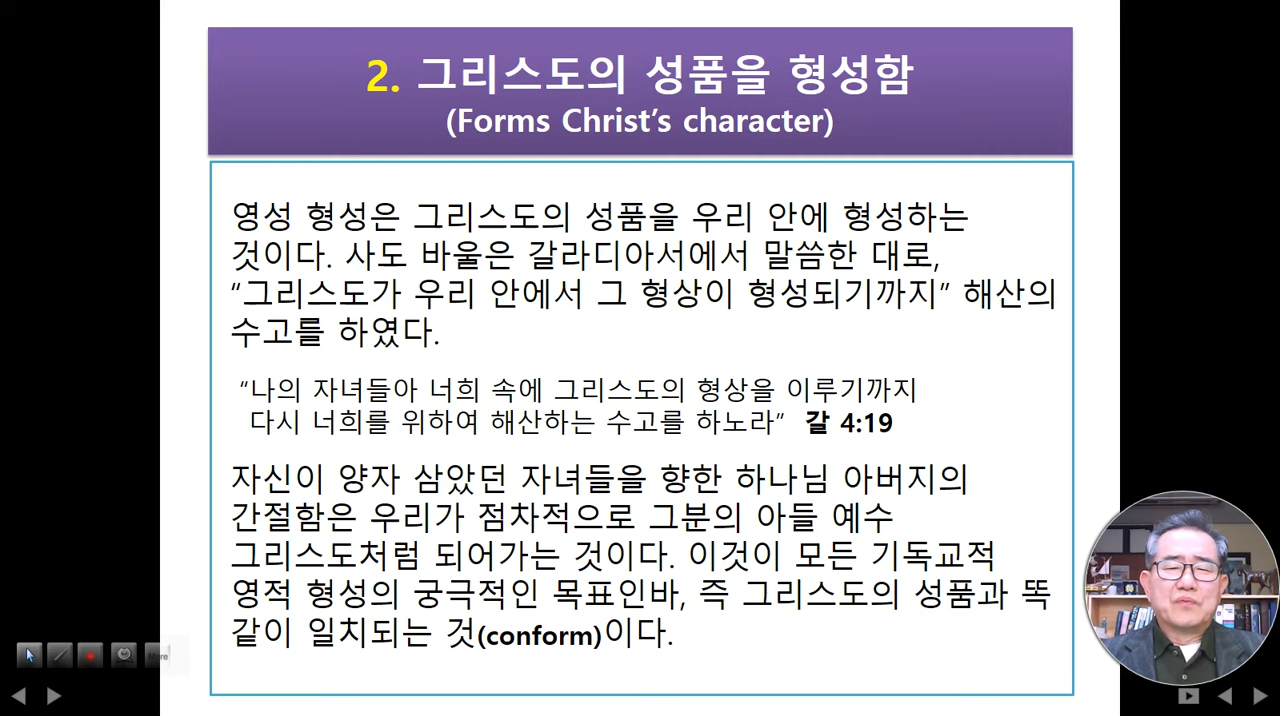 2. 그리스도의 성품을 형성함
(Forms Christ’s character)
영성 형성은 그리스도의 성품을 우리 안에 형성하는
것이다. 사도 바울은 갈라디아서에서 말씀한 대로,
“그리스도가 우리 안에서 그 형상이 형성되기까지” 해산의
수고를 하였다.
“나의 자녀들아 너희 속에 그리스도의 형상을 이루기까지
다시 너희를 위하여 해산하는 수고를 하노라” 갈 4:19
자신이 양자 삼았던 자녀들을 향한 하나님 아버지의
간절함은 우리가 점차적으로 그분의 아들 예수
그리스도처럼 되어가는 것이다. 이것이 모든 기독교적
영적 형성의 궁극적인 목표인바, 즉 그리스도의 성품과 똑
같이 일치되는 것(conform)이다.
More